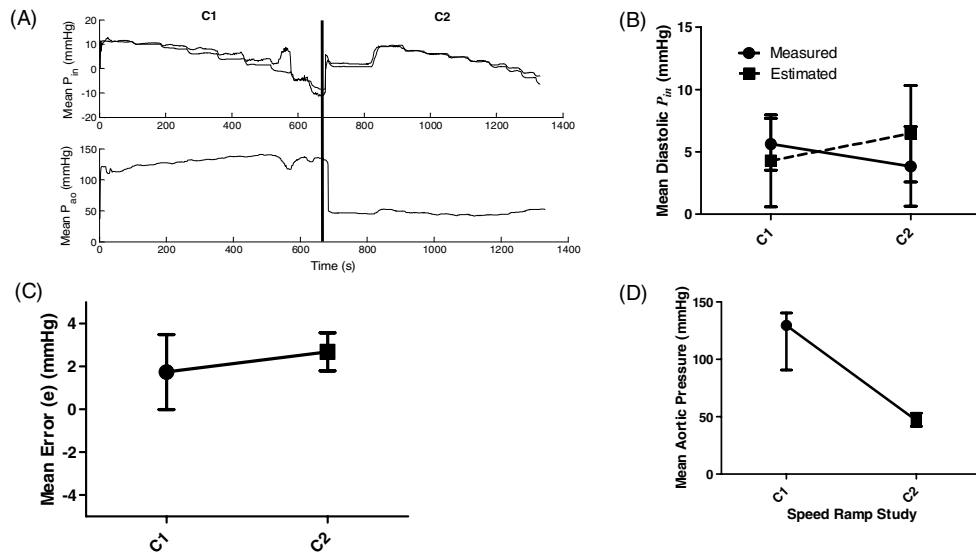 (A)
C1
C2
Mean P_in (mmHg)
20
10
0
-10
-20
0
200
400
600
800
1000
1200
1400
Mean P_ao (mmHg)
150
100
50
0
0
200
400
600
800
1000
1200
1400
Time (s)
(B)
Mean Diastolic P_in (mmHg)
15
10
5
0
Measured
Estimated
C1
C2
(C)
Mean Error (e) (mmHg)
4
2
0
-2
-4
C1
C2
(D)
Mean Aortic Pressure (mmHg)
150
100
50
0
C1
C2
Speed Ramp Study